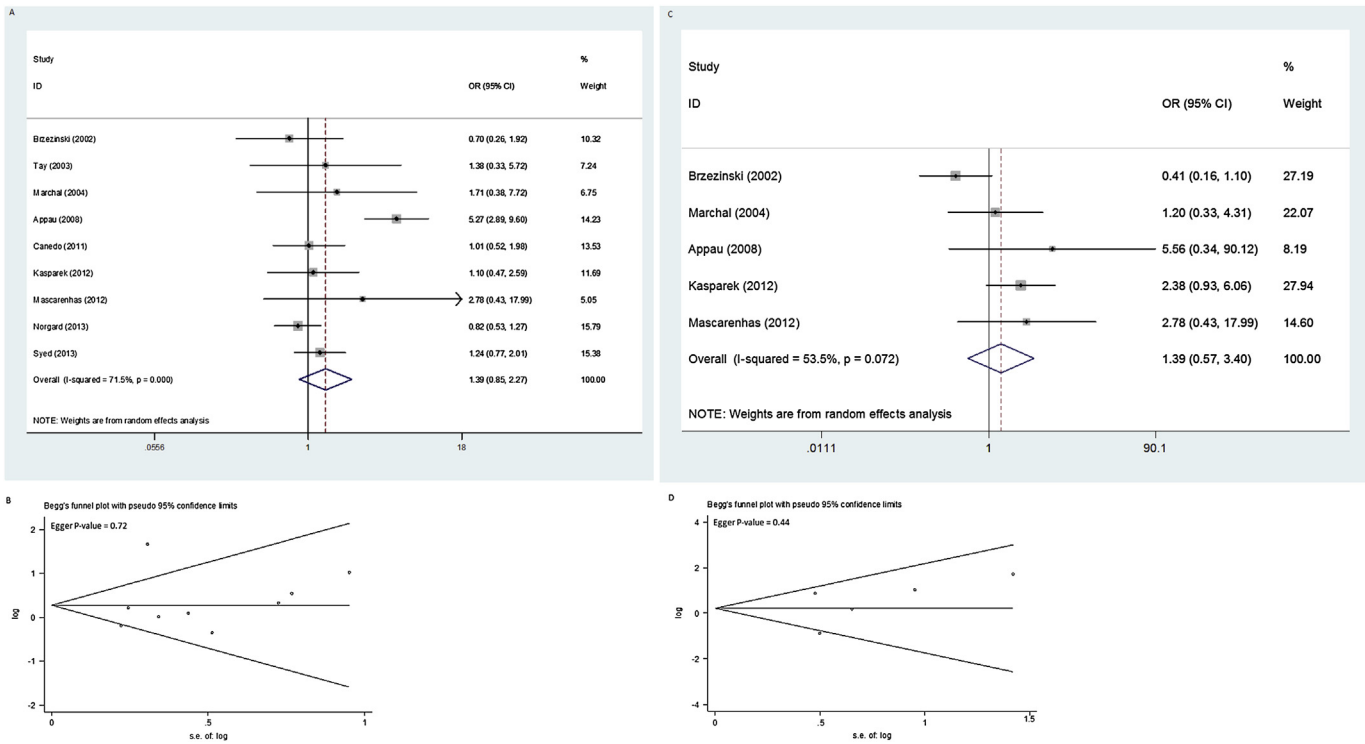 A
Study %
ID OR (95% CI) Weight
Brzezinski (2002) 0.70 (0.26, 1.92) 10.32
Tay (2003) 1.38 (0.33, 5.72) 7.24
Marchal (2004) 1.71 (0.38, 7.72) 6.75
Appau (2008) 5.27 (2.89, 9.60) 14.23
Canedo (2011) 1.01 (0.52, 1.98) 13.53
Kasparek (2012) 1.10 (0.47, 2.59) 11.69
Mascarenhas (2012) 2.78 (0.43, 17.99) 5.05
Norgard (2013) 0.82 (0.53, 1.27) 15.79
Syed (2013) 1.24 (0.77, 2.01) 15.38
Overall (I-squared = 71.5%, p = 0.000) 1.39 (0.85, 2.27) 100.00
NOTE: Weights are from random effects analysis
.0556 1 18
C
Study %
ID OR (95% CI) Weight
Brzezinski (2002) 0.41 (0.16, 1.10) 27.19
Marchal (2004) 1.20 (0.33, 4.31) 22.07
Appau (2008) 5.56 (0.34, 90.12) 8.19
Kasparek (2012) 2.38 (0.93, 6.06) 27.94
Mascarenhas (2012) 2.78 (0.43, 17.99) 14.60
Overall (I-squared = 53.5%, p = 0.072) 1.39 (0.57, 3.40) 100.00
NOTE: Weights are from random effects analysis
.0111 1 90.1
B
Begg's funnel plot with pseudo 95% confidence limits
Egger P-value = 0.72
2
1
0
-1
-2
log
0 .5 1
s.e. of: log
D
Begg's funnel plot with pseudo 95% confidence limits
Egger P-value = 0.44
4
2
0
-2
-4
log
0 .5 1 1.5
s.e. of: log